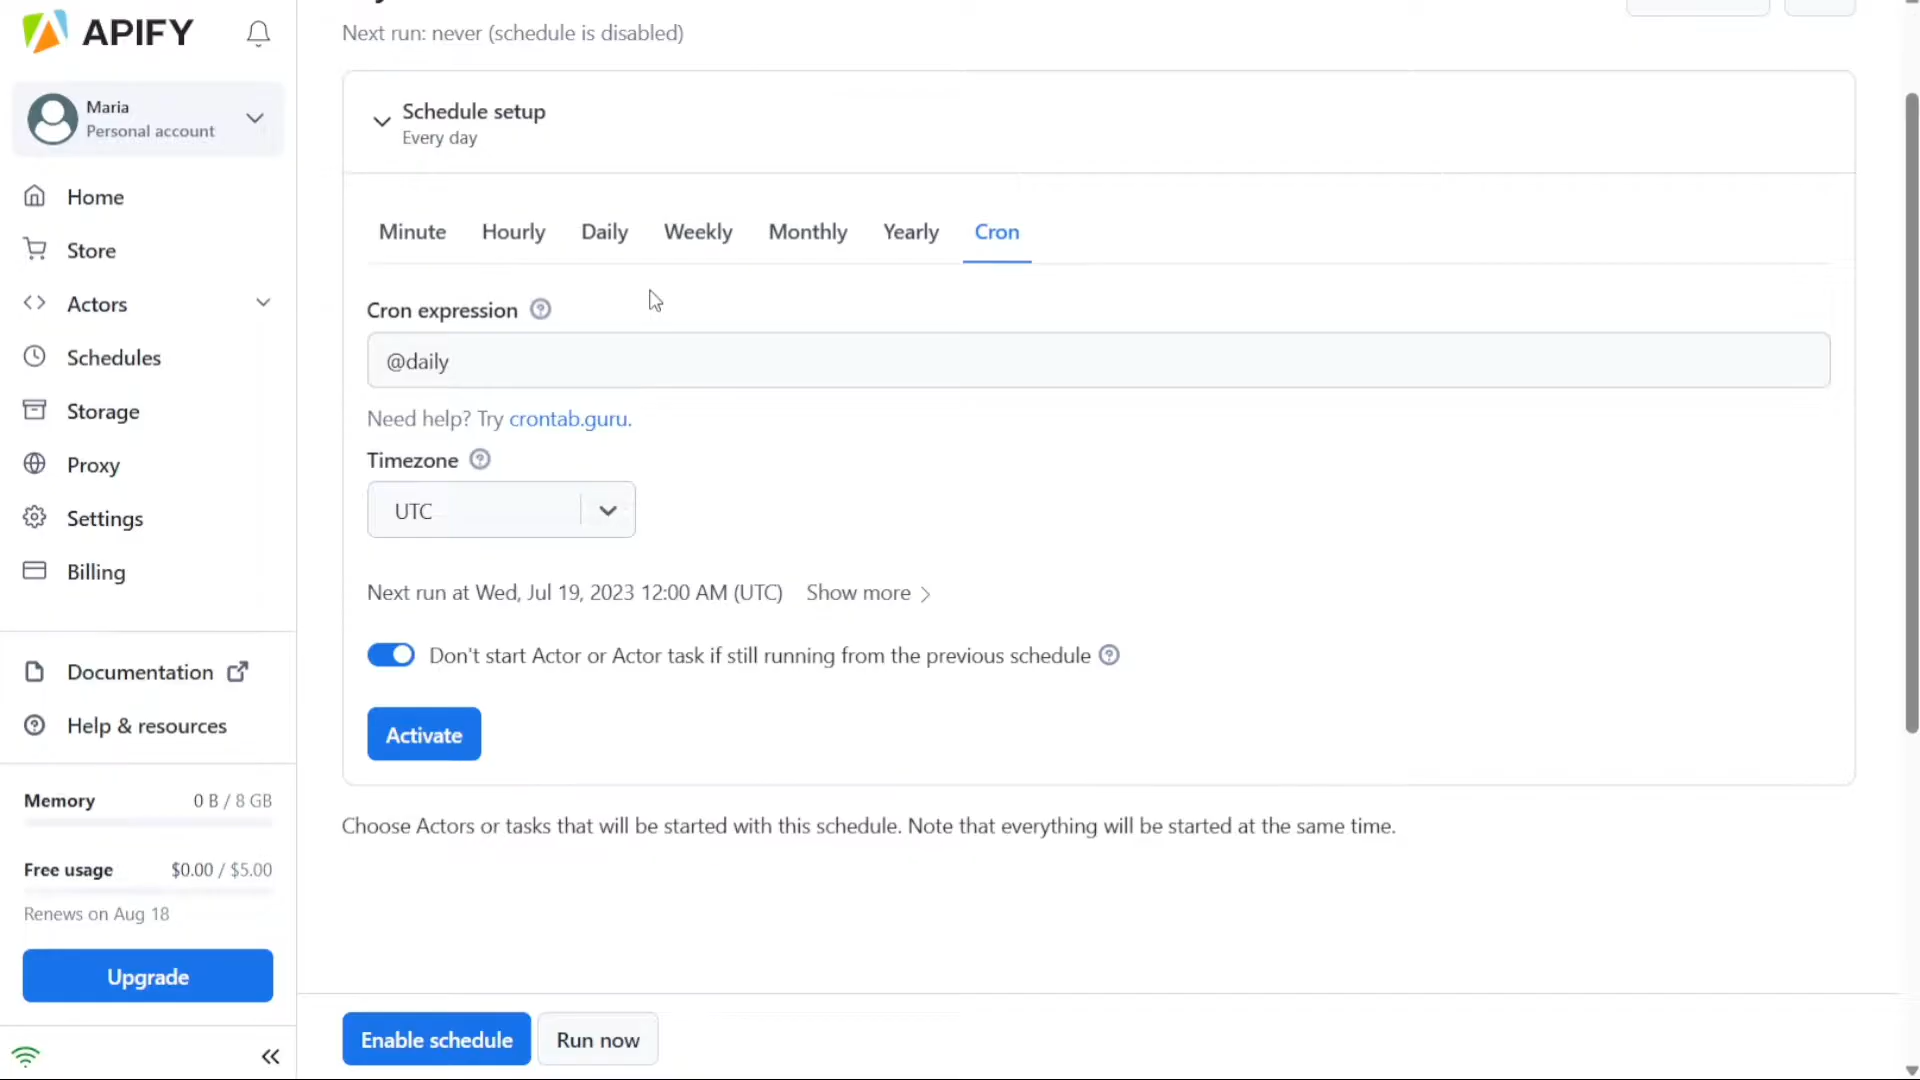 APIFY
Maria
Personal account
Home
Store
Actors
Schedules
Storage
Proxy
Settings
Billing
Documentation
Help & resources
Memory 0 B / 8 GB
Free usage $0.00 / $5.00
Renews on Aug 18
Upgrade
Next run: never (schedule is disabled)
Schedule setup
Every day
Minute Hourly Daily Weekly Monthly Yearly Cron
Cron expression
@daily
Need help? Try crontab.guru.
Timezone
UTC
Next run at Wed, Jul 19, 2023 12:00 AM (UTC) Show more
Don't start Actor or Actor task if still running from the previous schedule
Activate
Choose Actors or tasks that will be started with this schedule. Note that everything will be started at the same time.
Enable schedule Run now